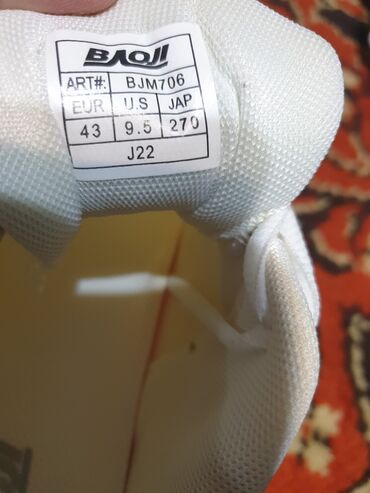 BAOJI
ART#: BJM706
EUR U.S JAP
43 9.5 270
J22